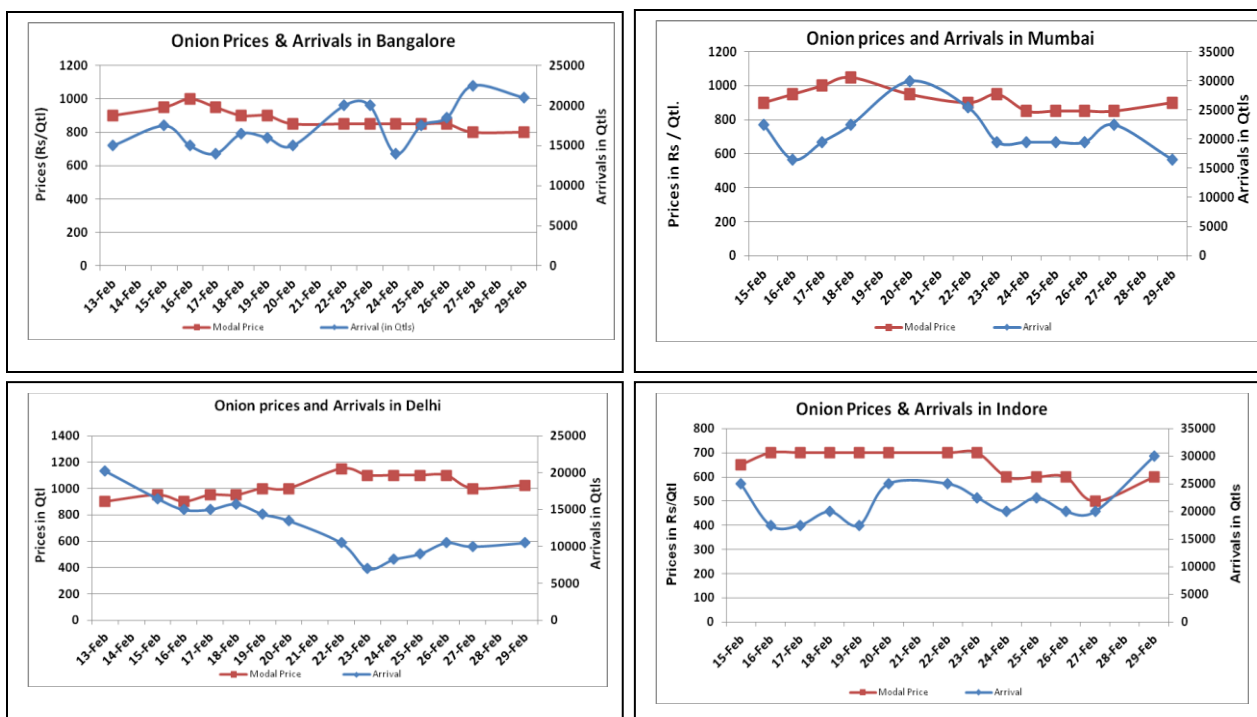 Onion Prices & Arrivals in Bangalore
Prices (Rs/Qtl)
1200
1000
800
600
400
200
0
25000
20000
15000
10000
5000
0
Arrivals in Qtls
13-Feb 14-Feb 15-Feb 16-Feb 17-Feb 18-Feb 19-Feb 20-Feb 21-Feb 22-Feb 23-Feb 24-Feb 25-Feb 26-Feb 27-Feb 28-Feb 29-Feb
Modal Price Arrival (in Qtls)
Onion prices and Arrivals in Mumbai
Prices in Rs / Qtl.
1200
1000
800
600
400
200
0
35000
30000
25000
20000
15000
10000
5000
0
Arrivals in Qtls
15-Feb 16-Feb 17-Feb 18-Feb 19-Feb 20-Feb 21-Feb 22-Feb 23-Feb 24-Feb 25-Feb 26-Feb 27-Feb 28-Feb 29-Feb
Modal Price Arrival
Onion prices and Arrivals in Delhi
Prices in Qtl
1400
1200
1000
800
600
400
200
0
25000
20000
15000
10000
5000
0
Arrivals in Qtls
13-Feb 14-Feb 15-Feb 16-Feb 17-Feb 18-Feb 19-Feb 20-Feb 21-Feb 22-Feb 23-Feb 24-Feb 25-Feb 26-Feb 27-Feb 28-Feb 29-Feb
Modal Price Arrival
Onion Prices & Arrivals in Indore
Prices in Rs/Qtl
800
700
600
500
400
300
200
100
0
35000
30000
25000
20000
15000
10000
5000
0
Arrivals in Qtls
15-Feb 16-Feb 17-Feb 18-Feb 19-Feb 20-Feb 21-Feb 22-Feb 23-Feb 24-Feb 25-Feb 26-Feb 27-Feb 28-Feb 29-Feb
Modal Price Arrival